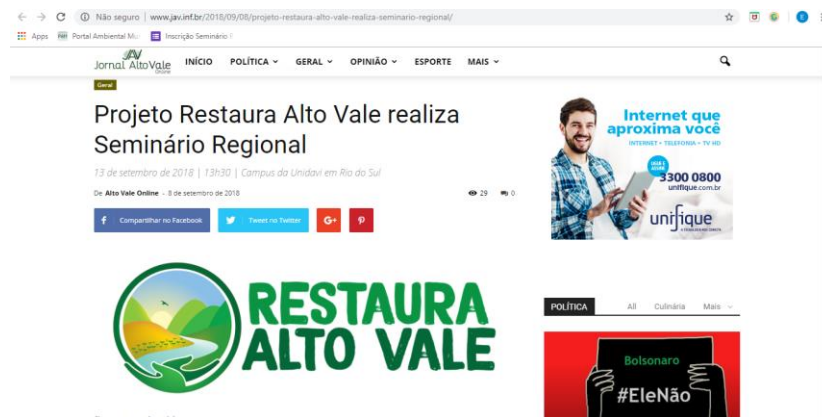 Não seguro | www.jav.inf.br/2018/09/08/projeto-restaura-alto-vale-realiza-seminario-regional/
Apps Portal Ambiental Mu Inscrição Seminário
JAV
Jornal AltoVale
Online
INÍCIO POLÍTICA GERAL OPINIÃO ESPORTE MAIS
Geral
Projeto Restaura Alto Vale realiza
Seminário Regional
13 de setembro de 2018 | 13h30 | Campus da Unidavi em Rio do Sul
De Alto Vale Online - 8 de setembro de 2018
29 0
Compartilhar no Facebook Tweet no Twitter G+
RESTAURA
ALTO VALE
Internet que
aproxima você
INTERNET • TELEFONIA • TV HD
3300 0800
unifique.com.br
unifique
POLÍTICA All Culinária Mais
Bolsonaro
#EleNão